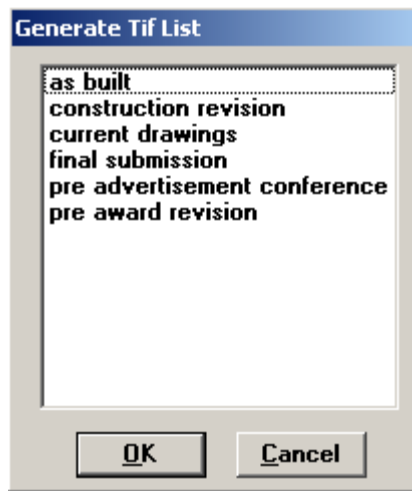 Generate Tif List
as built
construction revision
current drawings
final submission
pre advertisement conference
pre award revision
OK
Cancel